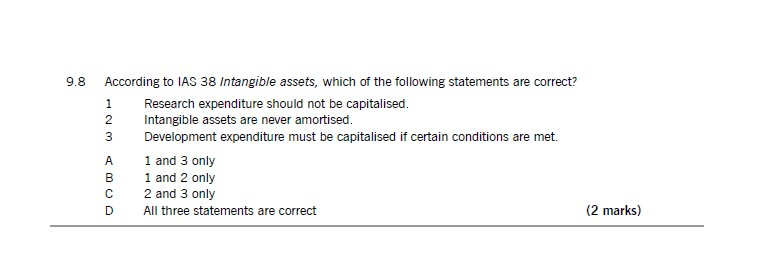 9.8 According to IAS 38 Intangible assets, which of the following statements are correct?
1 Research expenditure should not be capitalised.
2 Intangible assets are never amortised.
3 Development expenditure must be capitalised if certain conditions are met.
A 1 and 3 only
B 1 and 2 only
C 2 and 3 only
D All three statements are correct (2 marks)